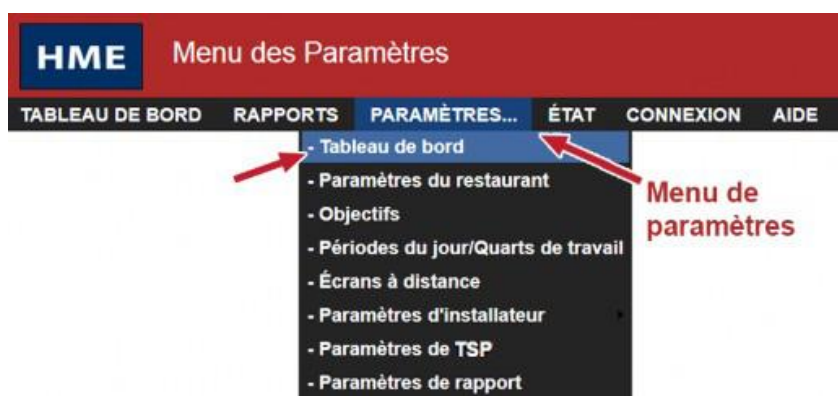 HME Menu des Paramètres
TABLEAU DE BORD RAPPORTS PARAMÈTRES... ÉTAT CONNEXION AIDE
- Tableau de bord
- Paramètres du restaurant
- Objectifs
- Périodes du jour/Quarts de travail
- Écrans à distance
- Paramètres d'installateur
- Paramètres de TSP
- Paramètres de rapport
Menu de
paramètres